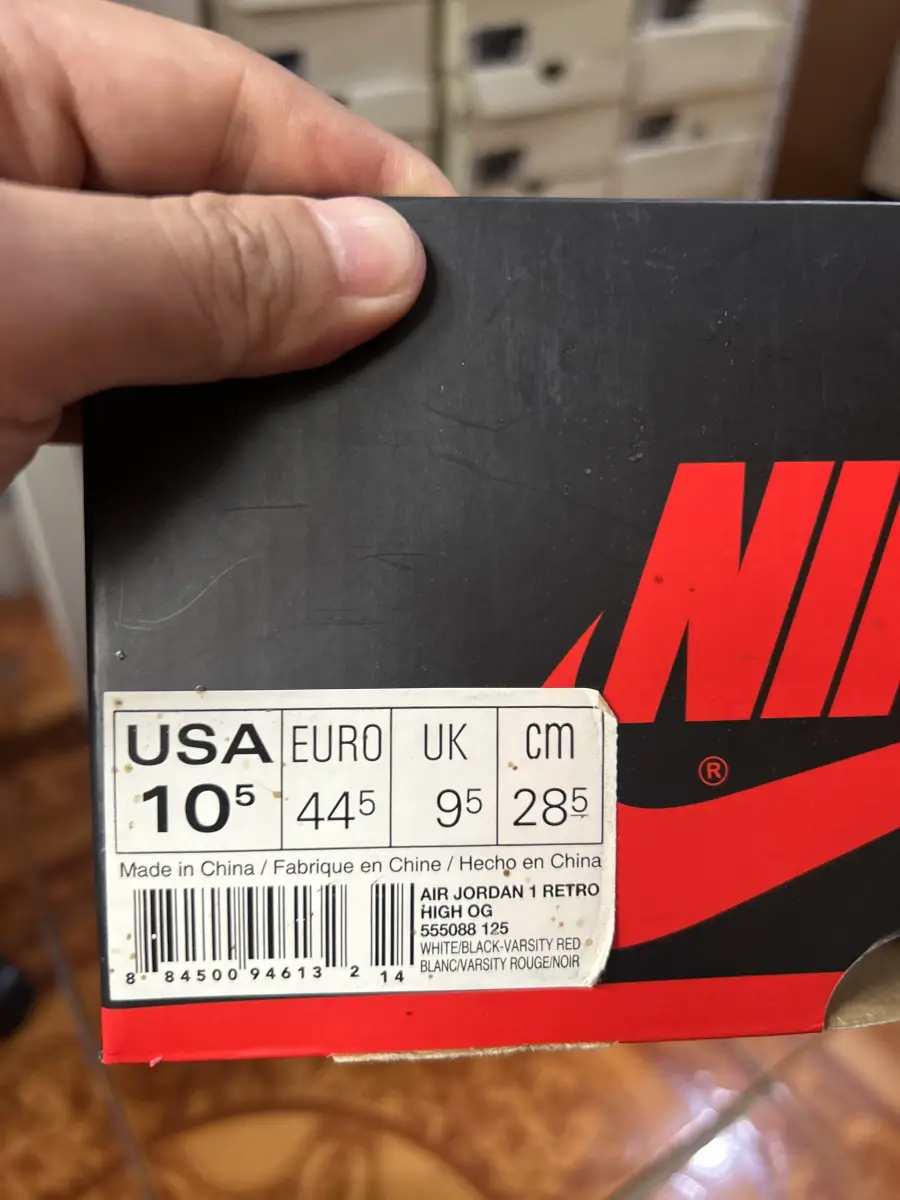 NI
®
USA EURO UK cm
10⁵ 44⁵ 9⁵ 28⁵
Made in China / Fabrique en Chine / Hecho en China
AIR JORDAN 1 RETRO
HIGH OG
555088 125
WHITE/BLACK-VARSITY RED
BLANC/VARSITY ROUGE/NOIR
8 84500 94613 2 14